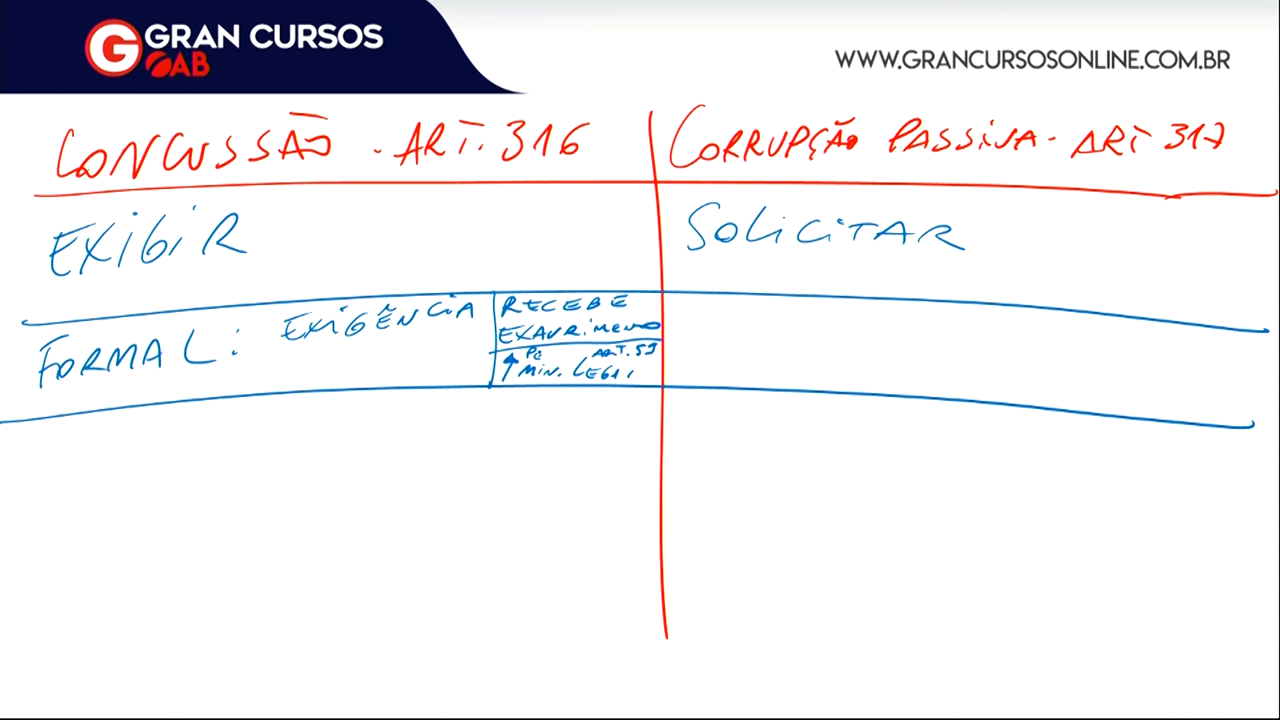 GRAN CURSOS
OAB
WWW.GRANCURSOSONLINE.COM.BR
CONCUSSÃO - ART. 316
CORRUPÇÃO PASSIVA - ART 317
EXIGIR
SOLICITAR
FORMAL: EXIGÊNCIA
RECEBE
EXAURIMENTO
↑ PE ART. 59
MIN. LEGAL